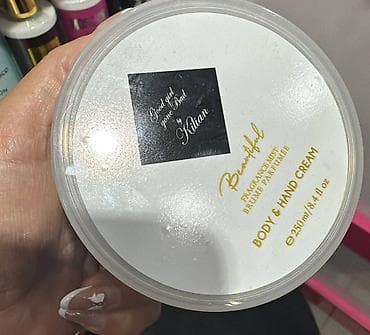 Good girl
gone Bad
by
Kilian
Beautiful
FRAGRANCE MIST
BRUME PARFUMÉE
BODY & HAND CREAM
℮ 250ml/8.4 fl oz